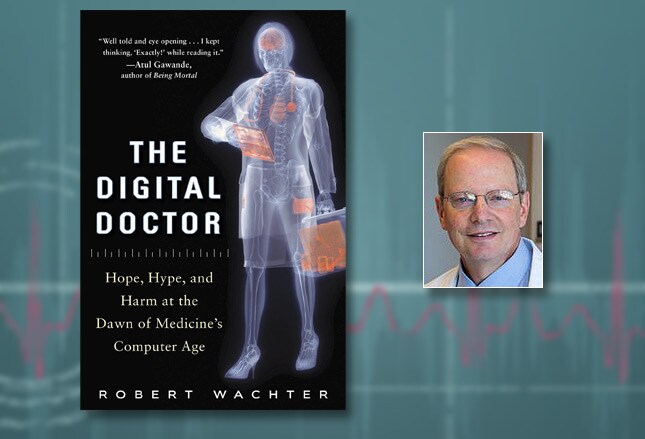 “Well told and eye opening . . . I kept
thinking, ‘Exactly!’ while reading it.”
—Atul Gawande,
author of Being Mortal
THE
DIGITAL
DOCTOR
Hope, Hype, and
Harm at the
Dawn of Medicine’s
Computer Age
ROBERT WACHTER